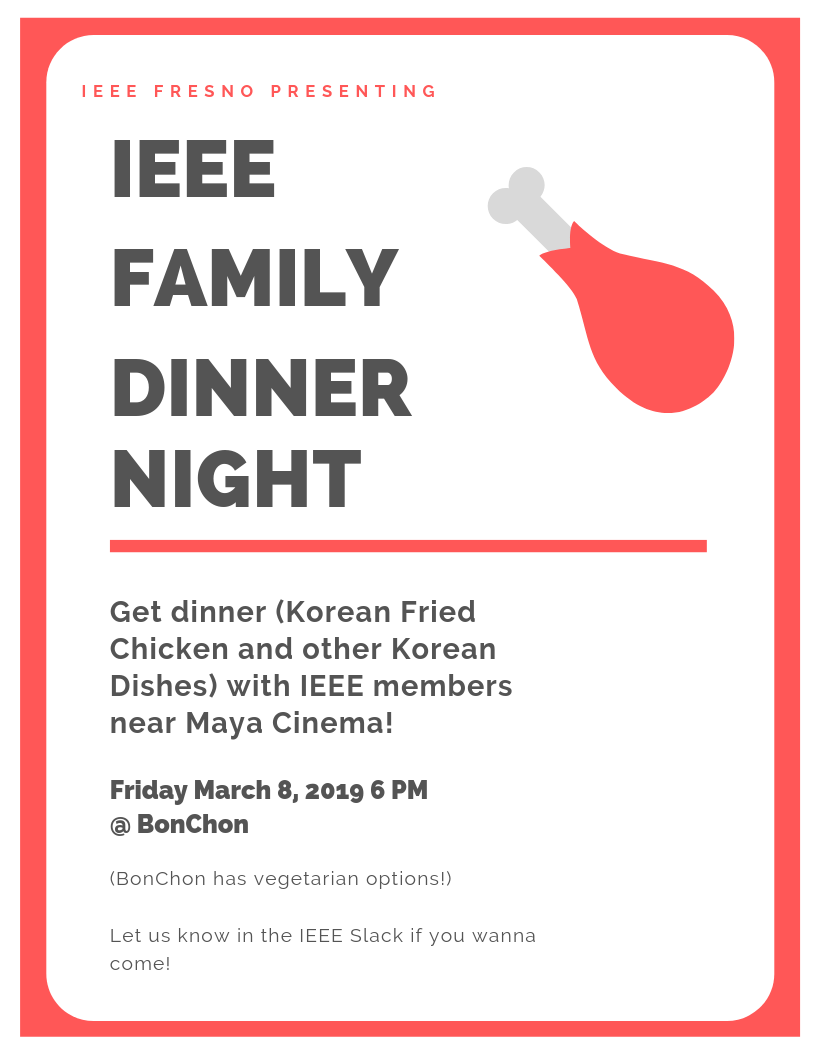 IEEE FRESNO PRESENTING
IEEE
FAMILY
DINNER
NIGHT
Get dinner (Korean Fried
Chicken and other Korean
Dishes) with IEEE members
near Maya Cinema!
Friday March 8, 2019 6 PM
@ BonChon
(BonChon has vegetarian options!)
Let us know in the IEEE Slack if you wanna
come!